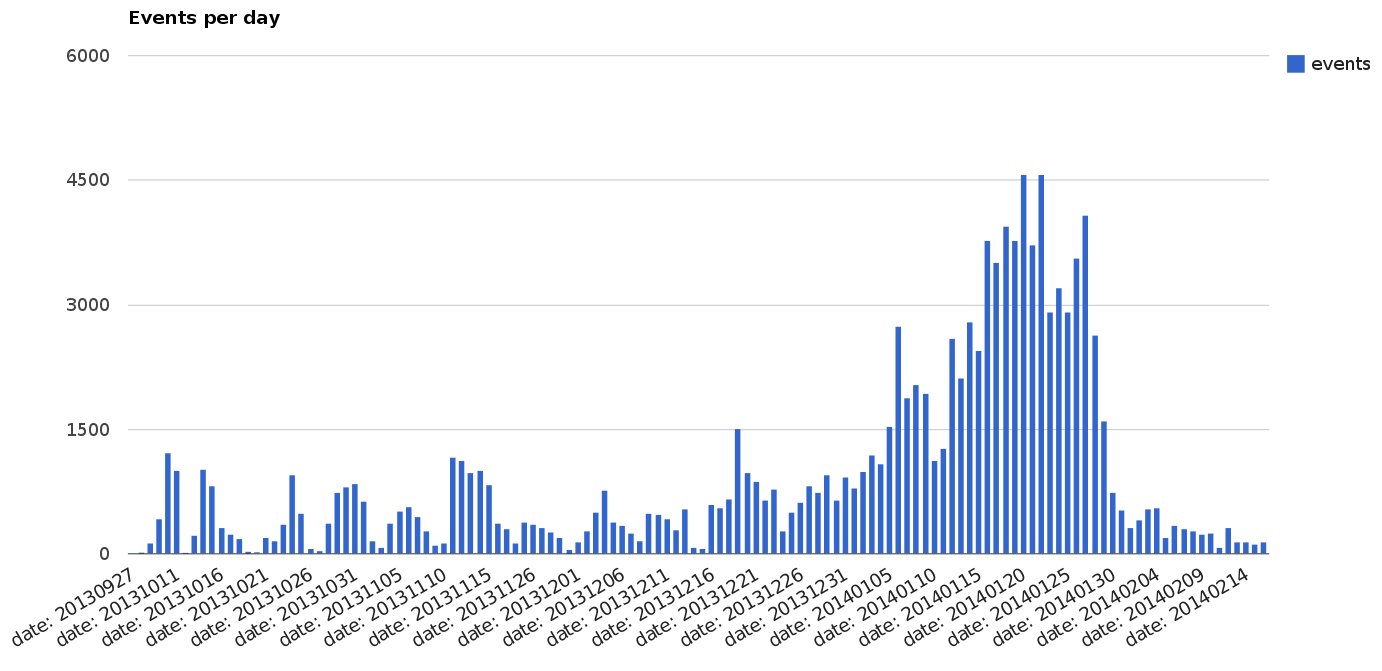 Events per day
6000
events
4500
3000
1500
0
date: 20130927
date: 20131011
date: 20131016
date: 20131021
date: 20131026
date: 20131031
date: 20131105
date: 20131110
date: 20131115
date: 20131126
date: 20131201
date: 20131206
date: 20131211
date: 20131216
date: 20131221
date: 20131226
date: 20131231
date: 20140105
date: 20140110
date: 20140115
date: 20140120
date: 20140125
date: 20140130
date: 20140204
date: 20140209
date: 20140214